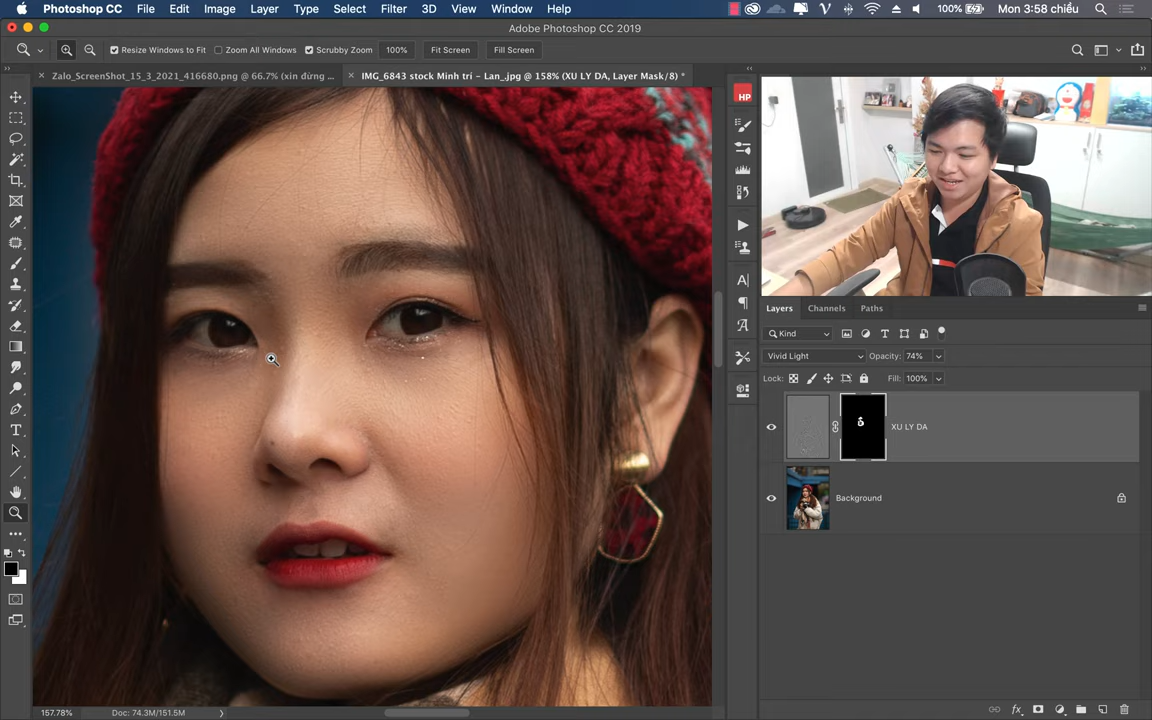 Photoshop CC File Edit Image Layer Type Select Filter 3D View Window Help 100% Mon 3:58 chiều
Adobe Photoshop CC 2019
Resize Windows to Fit Zoom All Windows Scrubby Zoom 100% Fit Screen Fill Screen
Zalo_ScreenShot_15_3_2021_416680.png @ 66.7% (xin đừng ...
IMG_6843 stock Minh trí - Lan_.jpg @ 158% (XU LY DA, Layer Mask/8) *
HP
Layers Channels Paths
Kind
Vivid Light Opacity: 74%
Lock: Fill: 100%
XU LY DA
Background
157.78% Doc: 74.3M/151.5M